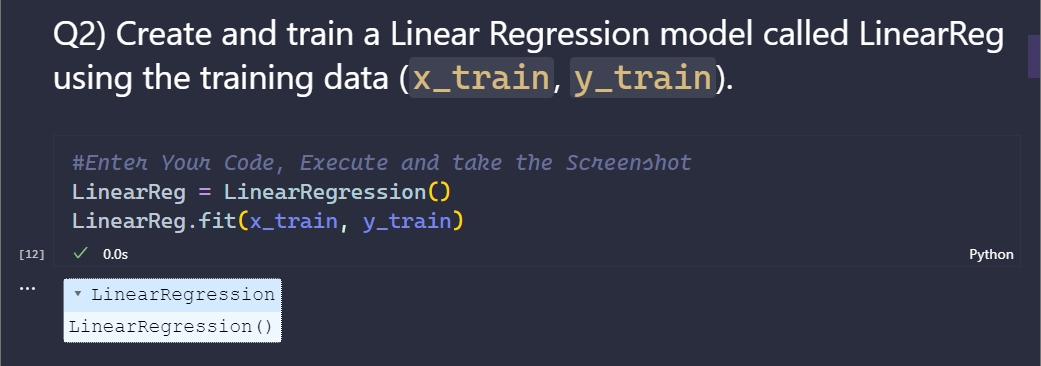 Q2) Create and train a Linear Regression model called LinearReg
using the training data (x_train, y_train).
#Enter Your Code, Execute and take the Screenshot
LinearReg = LinearRegression()
LinearReg.fit(x_train, y_train)
[12] ✓ 0.0s Python
... ▾ LinearRegression
LinearRegression()